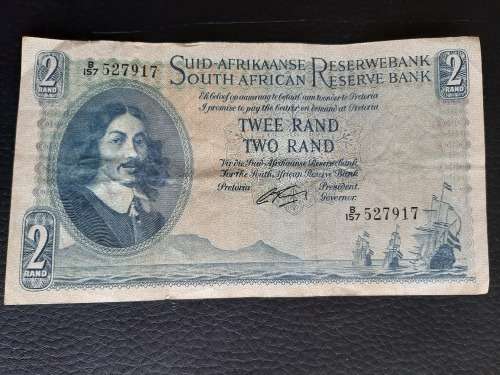 2
RAND
B/157 527917
SUID-AFRIKAANSE RESERWEBANK
SOUTH AFRICAN RESERVE BANK
2
RAND
Ek beloof op aanvraag te betaal aan toonder te Pretoria
I promise to pay the bearer on demand at Pretoria
TWEE RAND
TWO RAND
Vir die Suid-Afrikaanse Reserwebank
For the South African Reserve Bank
Pretoria
President.
Governor.
B/157 527917
2
RAND